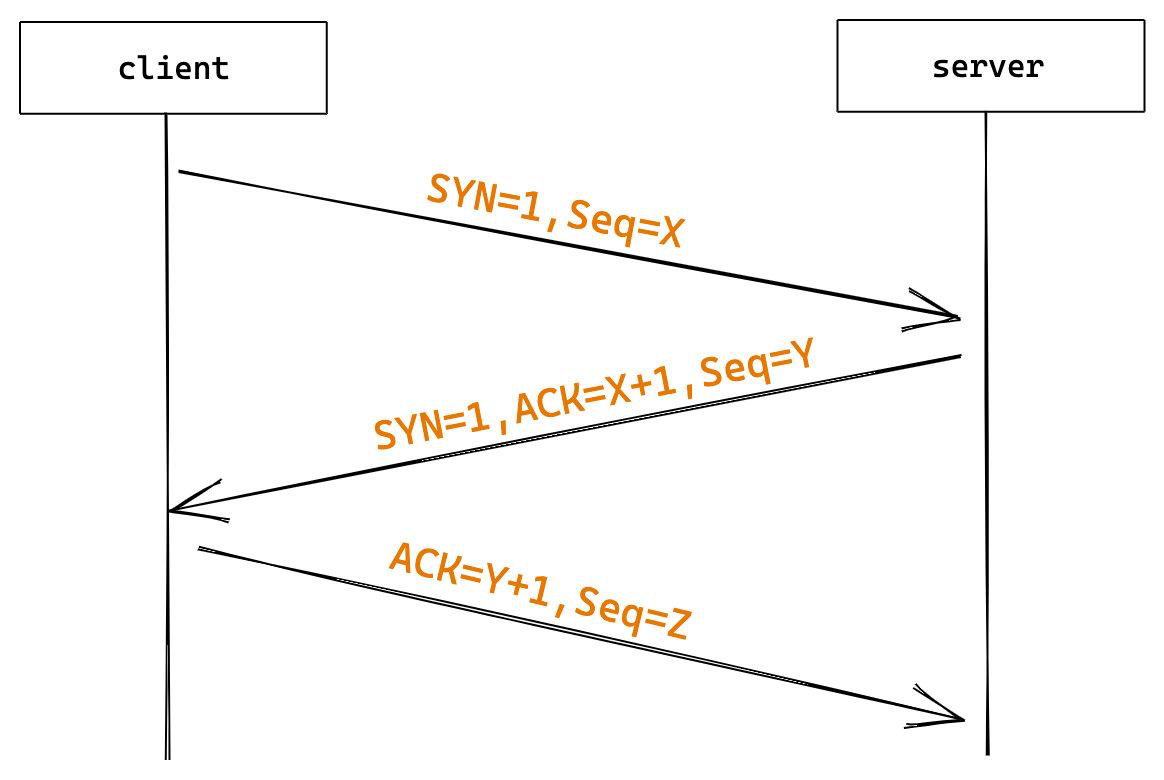 client
server
SYN=1,Seq=X
SYN=1,ACK=X+1,Seq=Y
ACK=Y+1,Seq=Z